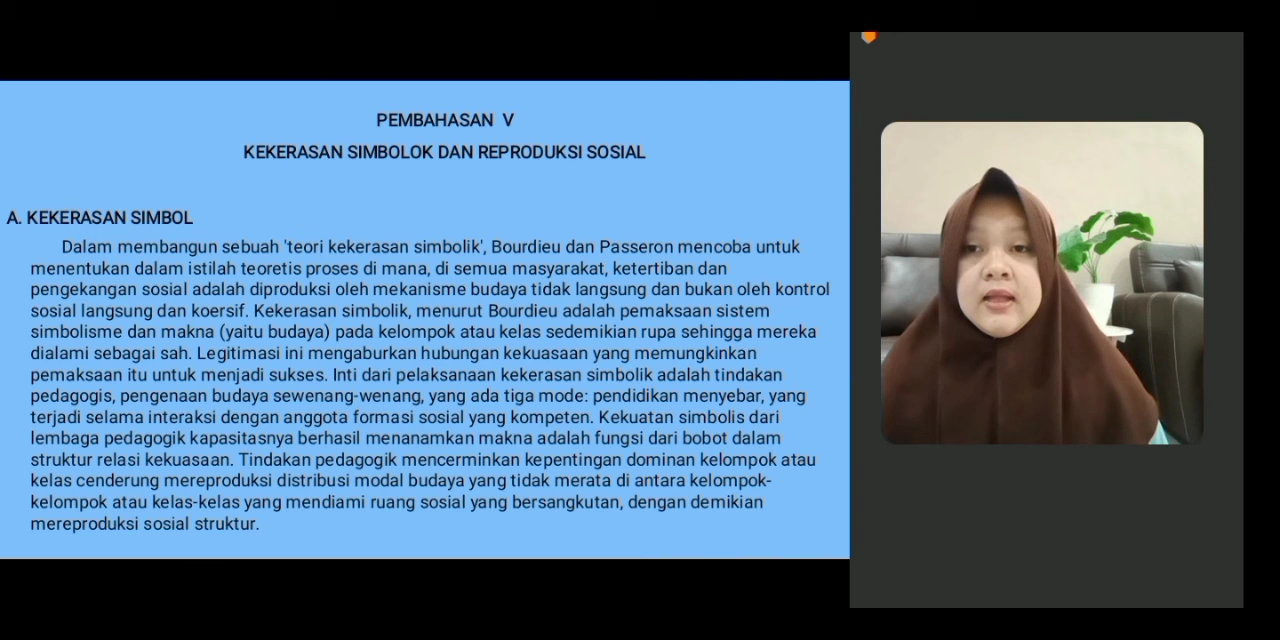 PEMBAHASAN V
KEKERASAN SIMBOLOK DAN REPRODUKSI SOSIAL
A. KEKERASAN SIMBOL
Dalam membangun sebuah 'teori kekerasan simbolik', Bourdieu dan Passeron mencoba untuk
menentukan dalam istilah teoretis proses di mana, di semua masyarakat, ketertiban dan
pengekangan sosial adalah diproduksi oleh mekanisme budaya tidak langsung dan bukan oleh kontrol
sosial langsung dan koersif. Kekerasan simbolik, menurut Bourdieu adalah pemaksaan sistem
simbolisme dan makna (yaitu budaya) pada kelompok atau kelas sedemikian rupa sehingga mereka
dialami sebagai sah. Legitimasi ini mengaburkan hubungan kekuasaan yang memungkinkan
pemaksaan itu untuk menjadi sukses. Inti dari pelaksanaan kekerasan simbolik adalah tindakan
pedagogis, pengenaan budaya sewenang-wenang, yang ada tiga mode: pendidikan menyebar, yang
terjadi selama interaksi dengan anggota formasi sosial yang kompeten. Kekuatan simbolis dari
lembaga pedagogik kapasitasnya berhasil menanamkan makna adalah fungsi dari bobot dalam
struktur relasi kekuasaan. Tindakan pedagogik mencerminkan kepentingan dominan kelompok atau
kelas cenderung mereproduksi distribusi modal budaya yang tidak merata di antara kelompok-
kelompok atau kelas-kelas yang mendiami ruang sosial yang bersangkutan, dengan demikian
mereproduksi sosial struktur.